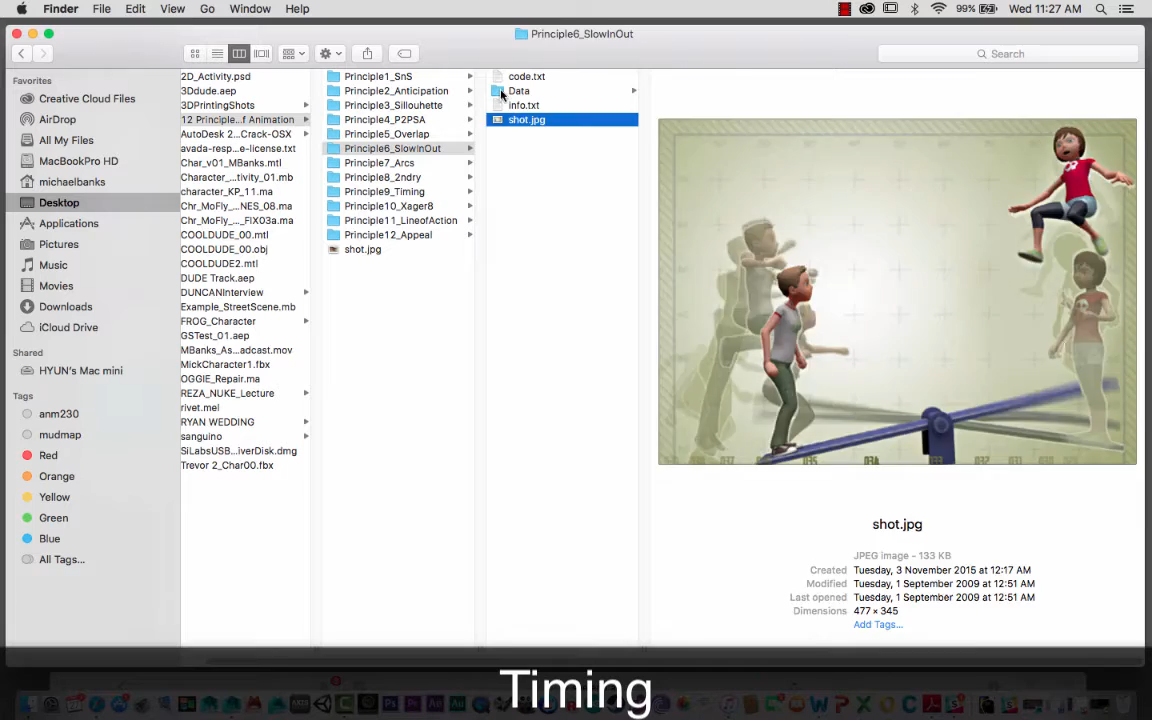 Finder File Edit View Go Window Help 99% Wed 11:27 AM
Principle6_SlowInOut
Search
Favorites
Creative Cloud Files
AirDrop
All My Files
MacBookPro HD
michaelbanks
Desktop
Applications
Pictures
Music
Movies
Downloads
iCloud Drive
Shared
HYUN's Mac mini
Tags
anm230
mudmap
Red
Orange
Yellow
Green
Blue
All Tags...
2D_Activity.psd
3Ddude.aep
3DPrintingShots
12 Principle...f Animation
AutoDesk 2...Crack-OSX
avada-resp...e-license.txt
Char_v01_MBanks.mtl
Character_...tivity_01.mb
character_KP_11.ma
Chr_MoFly_...NES_08.ma
Chr_MoFly_..._FIX03a.ma
COOLDUDE_00.mtl
COOLDUDE_00.obj
COOLDUDE2.mtl
DUDE Track.aep
DUNCANInterview
Example_StreetScene.mb
FROG_Character
GSTest_01.aep
MBanks_As...adcast.mov
MickCharacter1.fbx
OGGIE_Repair.ma
REZA_NUKE_Lecture
rivet.mel
RYAN WEDDING
sanguino
SiLabsUSB...iverDisk.dmg
Trevor 2_Char00.fbx
Principle1_SnS
Principle2_Anticipation
Principle3_Sillouhette
Principle4_P2PSA
Principle5_Overlap
Principle6_SlowInOut
Principle7_Arcs
Principle8_2ndry
Principle9_Timing
Principle10_Xager8
Principle11_LineofAction
Principle12_Appeal
shot.jpg
code.txt
Data
info.txt
shot.jpg
035 034
shot.jpg
JPEG image - 133 KB
Created Tuesday, 3 November 2015 at 12:17 AM
Modified Tuesday, 1 September 2009 at 12:51 AM
Last opened Tuesday, 1 September 2009 at 12:51 AM
Dimensions 477 × 345
Add Tags...
Timing